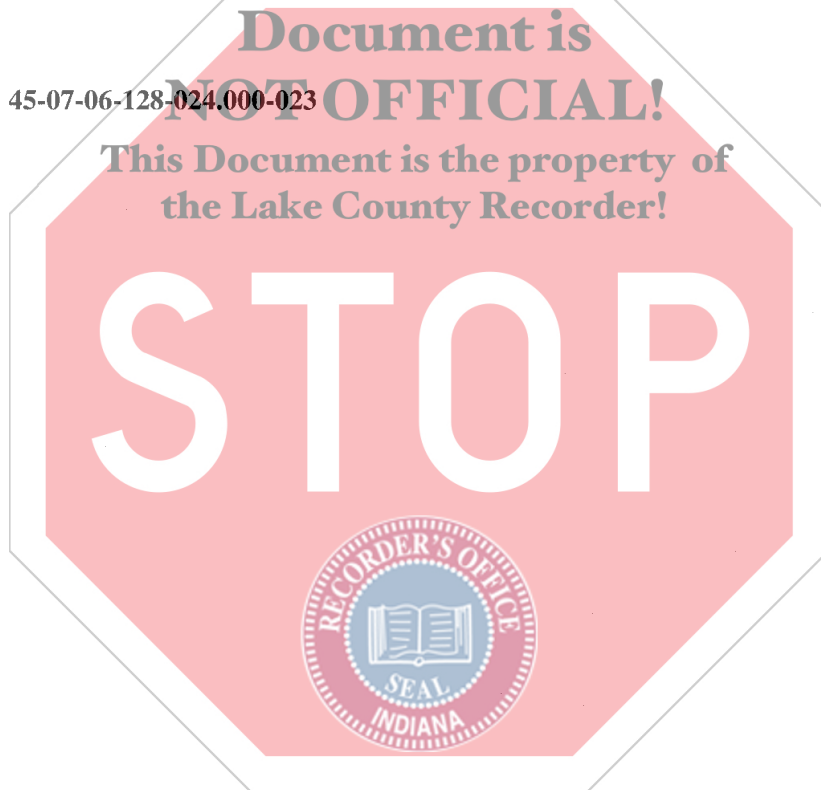 Document is
NOT OFFICIAL!
45-07-06-128-024.000-023
This Document is the property of
the Lake County Recorder!
STOP
RECORDER'S OFFICE
SEAL
INDIANA